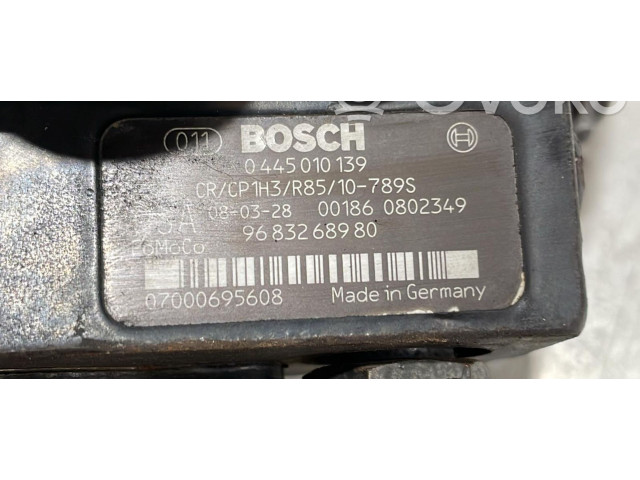 011 BOSCH
0 445 010 139
CR/CP1H3/R85/10-789S
08-03-28 00186 0802349
96 832 689 80
FoMoCo
07000695608 Made in Germany